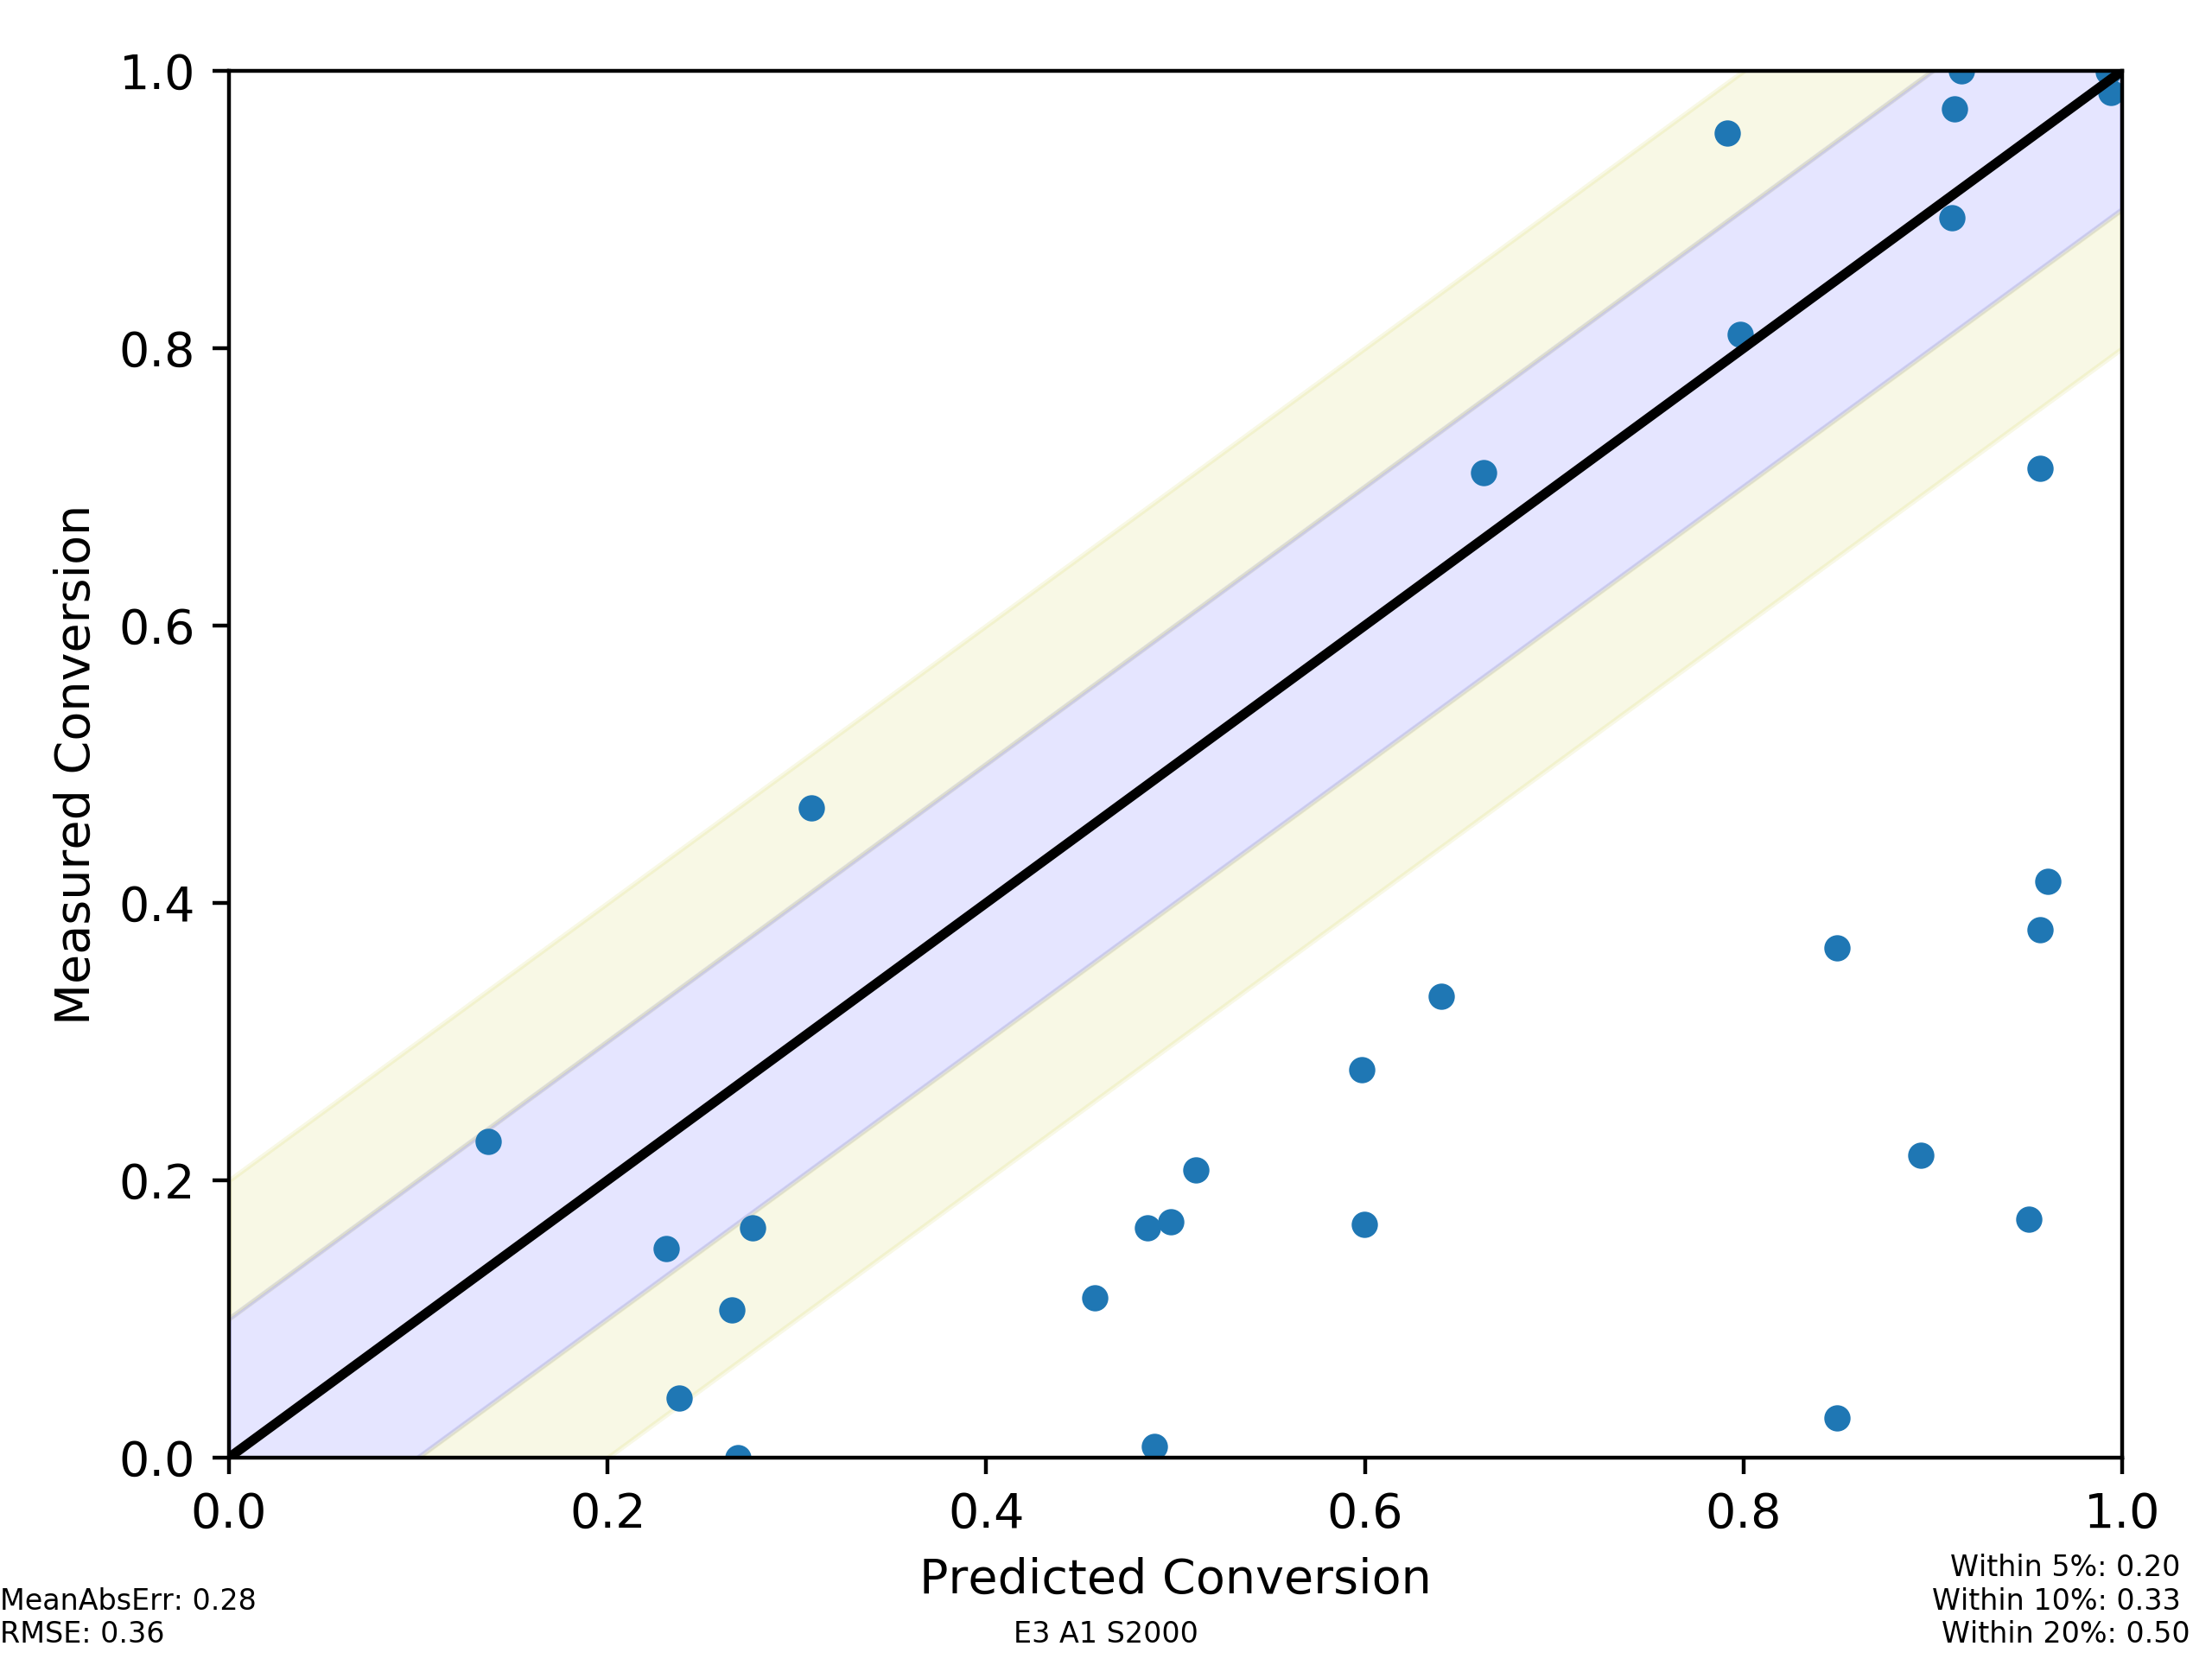 1.0
0.8
0.6
0.4
0.2
0.0
Measured Conversion
0.0 0.2 0.4 0.6 0.8 1.0
Predicted Conversion
MeanAbsErr: 0.28
RMSE: 0.36
E3 A1 S2000
Within 5%: 0.20
Within 10%: 0.33
Within 20%: 0.50